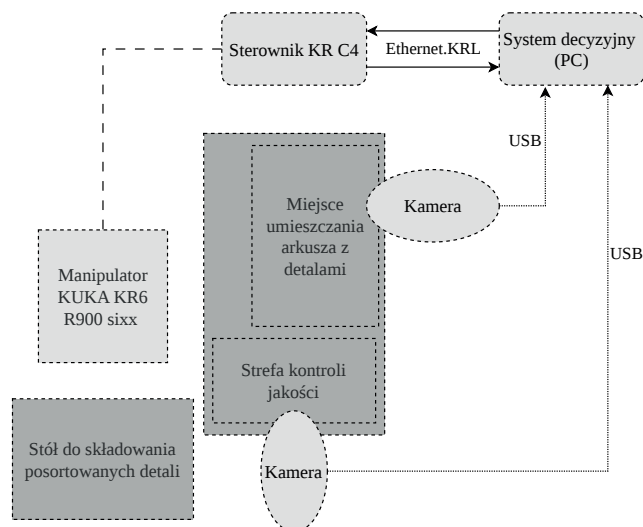 Sterownik KR C4
Ethernet.KRL
System decyzyjny
(PC)
USB
Miejsce
umieszczania
arkusza z
detalami
Kamera
USB
Manipulator
KUKA KR6
R900 sixx
Strefa kontroli
jakości
Stół do składowania
posortowanych detali
Kamera